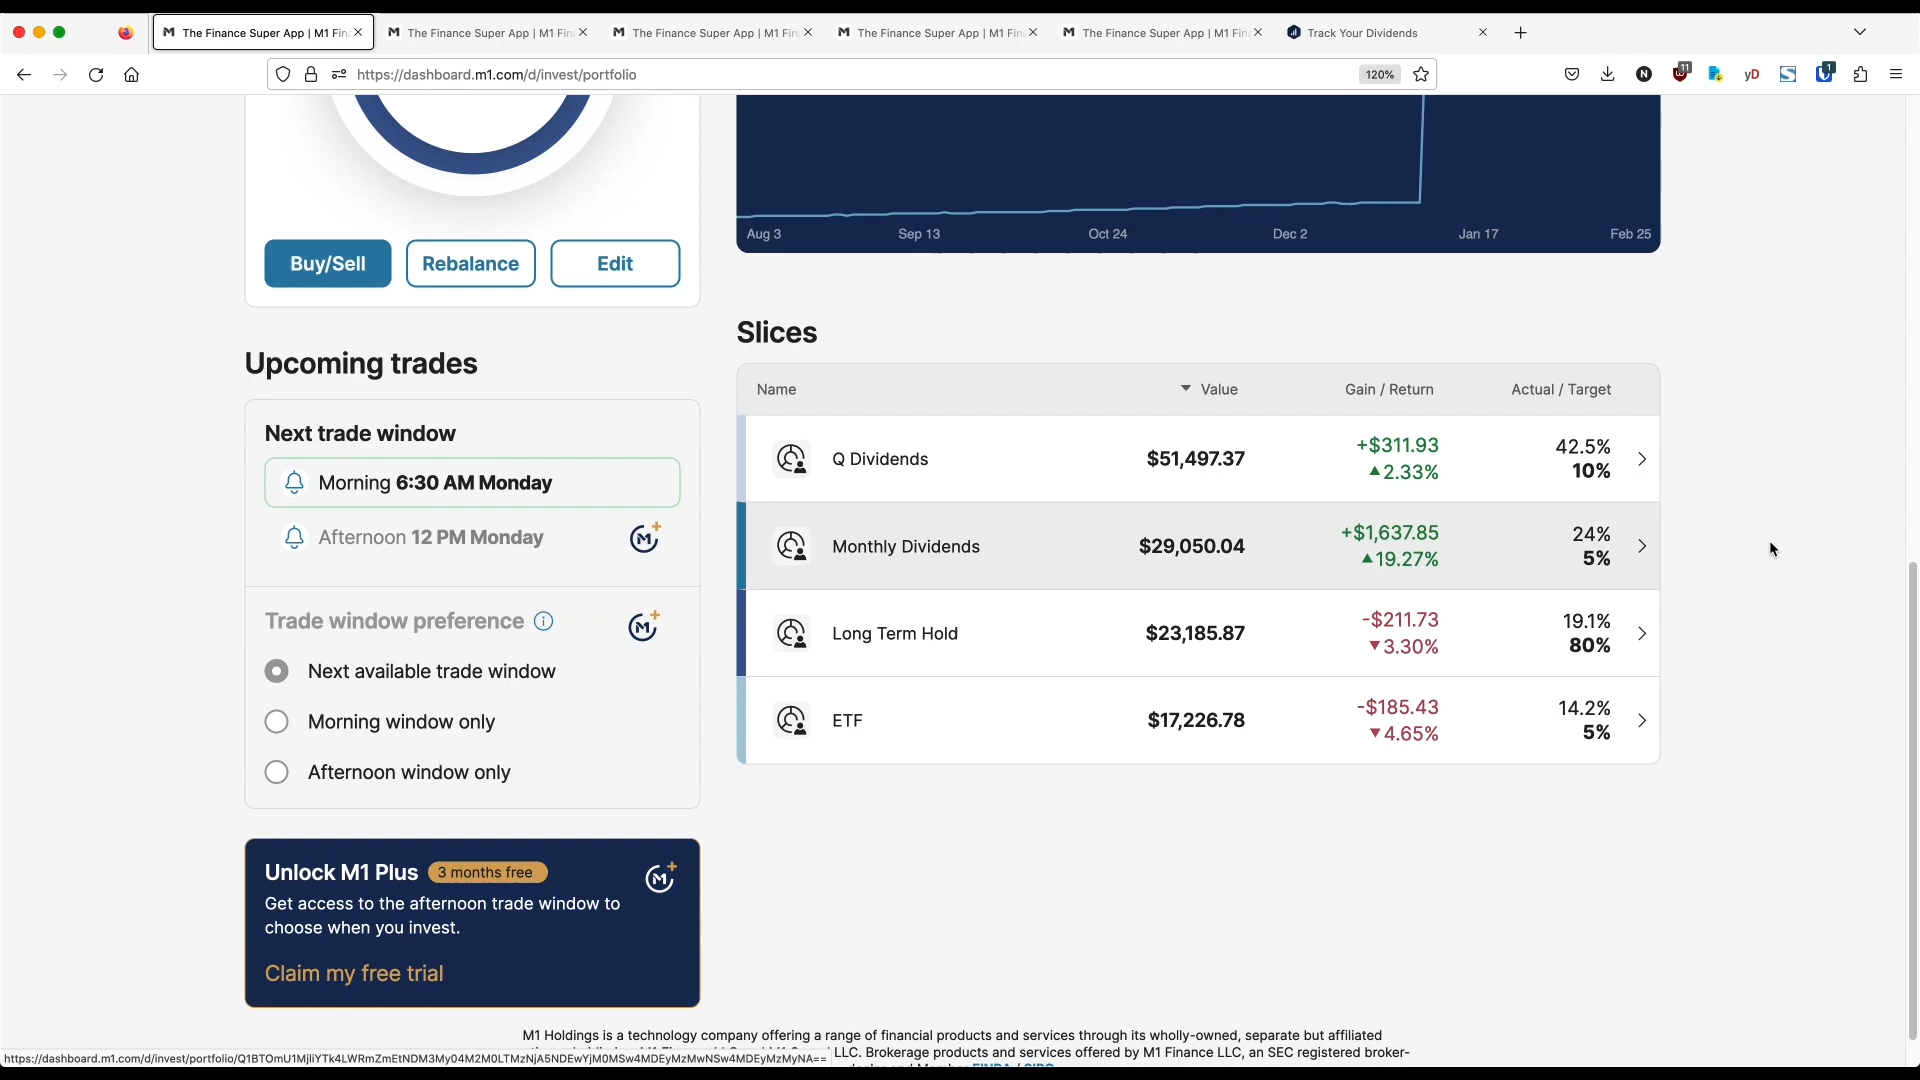 The Finance Super App | M1 Fin
The Finance Super App | M1 Fin
The Finance Super App | M1 Fin
The Finance Super App | M1 Fin
The Finance Super App | M1 Fin
Track Your Dividends
https://dashboard.m1.com/d/invest/portfolio
120%
N
11
yD
1
Aug 3
Sep 13
Oct 24
Dec 2
Jan 17
Feb 25
Buy/Sell
Rebalance
Edit
Slices
Upcoming trades
Name
Value
Gain / Return
Actual / Target
Next trade window
Morning 6:30 AM Monday
Afternoon 12 PM Monday
Q Dividends
$51,497.37
+$311.93
2.33%
42.5%
10%
Monthly Dividends
$29,050.04
+$1,637.85
19.27%
24%
5%
Trade window preference
Next available trade window
Morning window only
Afternoon window only
Long Term Hold
$23,185.87
-$211.73
3.30%
19.1%
80%
ETF
$17,226.78
-$185.43
4.65%
14.2%
5%
Unlock M1 Plus
3 months free
Get access to the afternoon trade window to
choose when you invest.
Claim my free trial
M1 Holdings is a technology company offering a range of financial products and services through its wholly-owned, separate but affiliated
LLC. Brokerage products and services offered by M1 Finance LLC, an SEC registered broker-